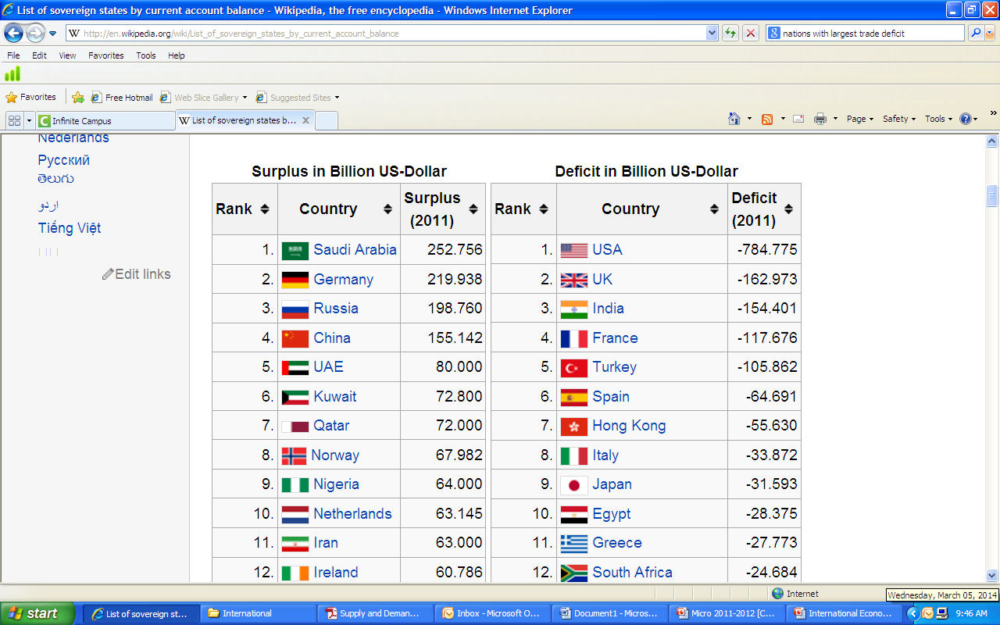 List of sovereign states by current account balance - Wikipedia, the free encyclopedia - Windows Internet Explorer
W http://en.wikipedia.org/wiki/List_of_sovereign_states_by_current_account_balance
nations with largest trade deficit
File Edit View Favorites Tools Help
Favorites Free Hotmail Web Slice Gallery Suggested Sites
Infinite Campus W List of sovereign states b... Page Safety Tools »
Nederlands
Русский
తెలుగు
اردو
Tiếng Việt
Edit links
Surplus in Billion US-Dollar Deficit in Billion US-Dollar
Rank Country Surplus (2011) Rank Country Deficit (2011)
1. Saudi Arabia 252.756 1. USA -784.775
2. Germany 219.938 2. UK -162.973
3. Russia 198.760 3. India -154.401
4. China 155.142 4. France -117.676
5. UAE 80.000 5. Turkey -105.862
6. Kuwait 72.800 6. Spain -64.691
7. Qatar 72.000 7. Hong Kong -55.630
8. Norway 67.982 8. Italy -33.872
9. Nigeria 64.000 9. Japan -31.593
10. Netherlands 63.145 10. Egypt -28.375
11. Iran 63.000 11. Greece -27.773
12. Ireland 60.786 12. South Africa -24.684
Internet
Wednesday, March 05, 2014
start List of sovereign st... International Supply and Deman... Inbox - Microsoft O... Document1 - Micros... Micro 2011-2012 [C... International Econo... 9:46 AM